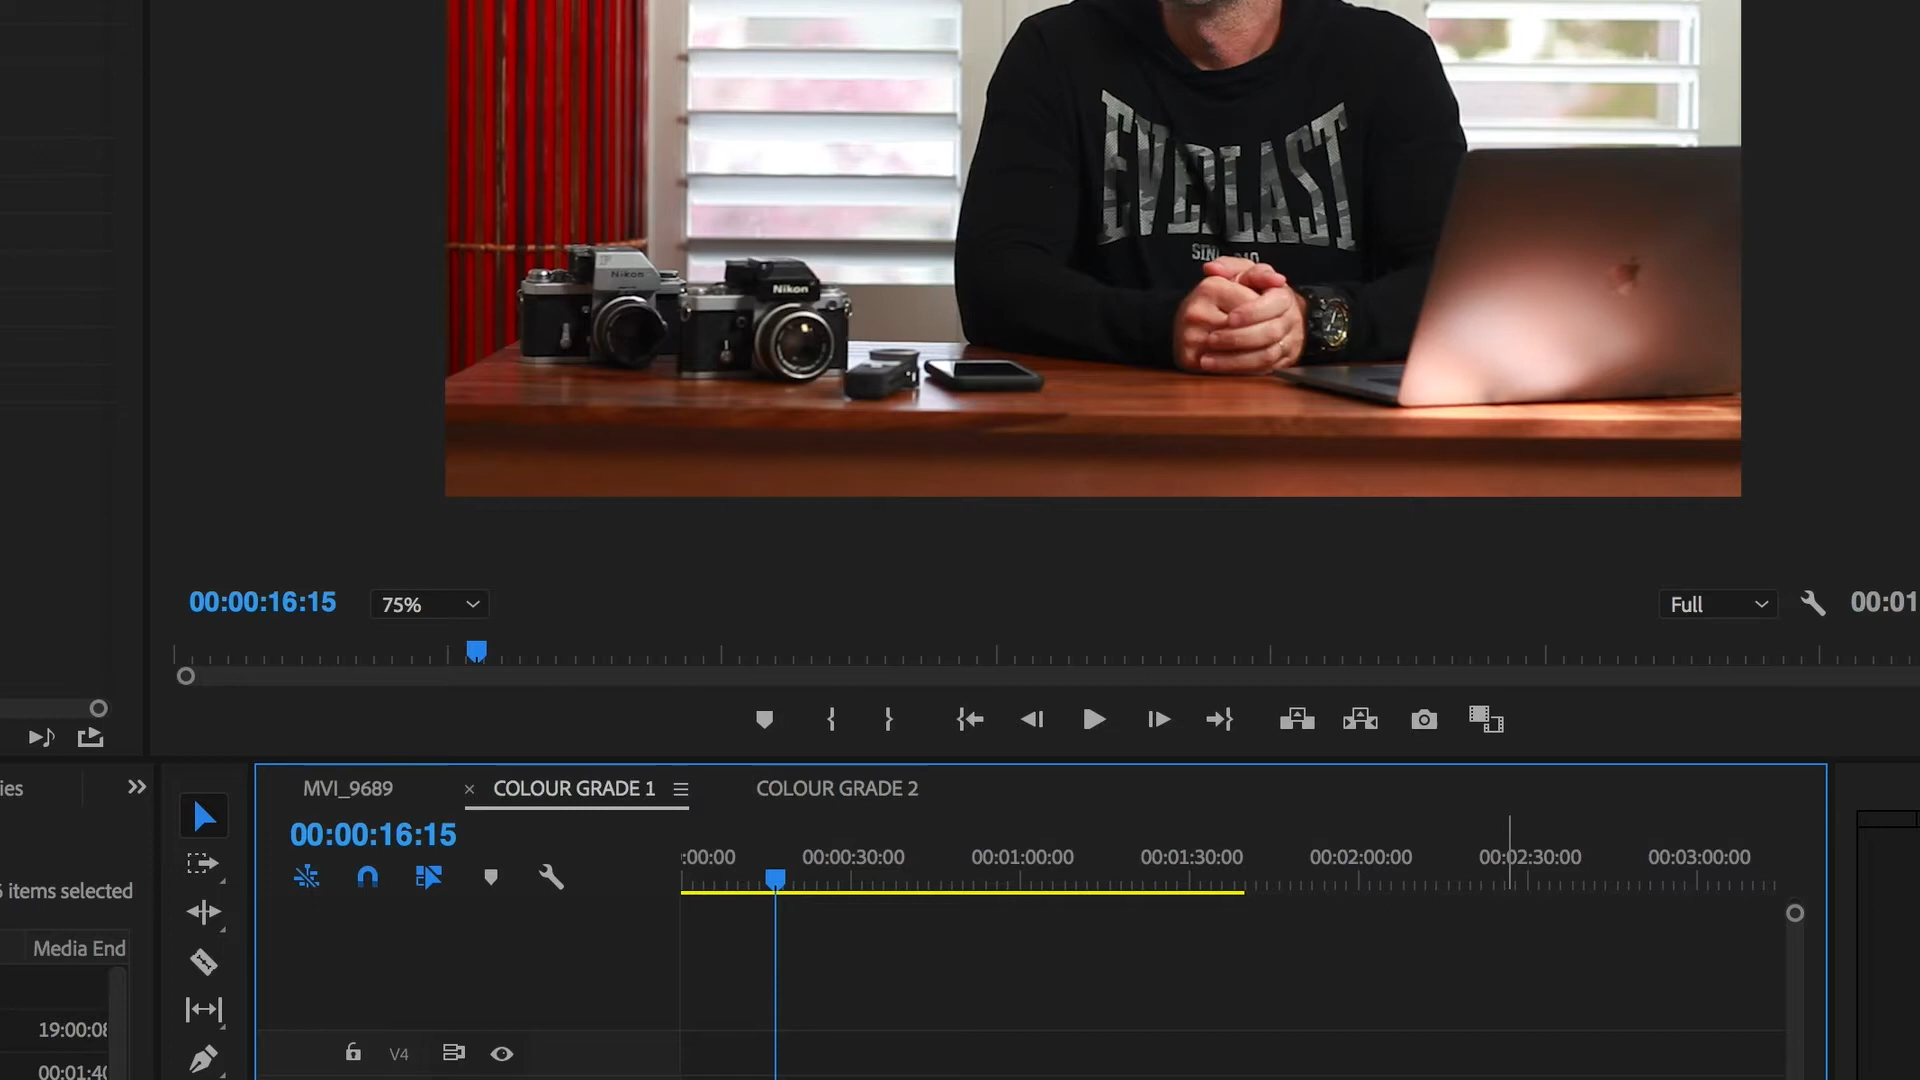 EVERLAST
Nikon
Nikon
00:00:16:15
75%
Full
00:01
ies
MVI_9689
COLOUR GRADE 1
COLOUR GRADE 2
00:00:16:15
:00:00
00:00:30:00
00:01:00:00
00:01:30:00
00:02:00:00
00:02:30:00
00:03:00:00
items selected
Media End
19:00:08
V4
00:01:40